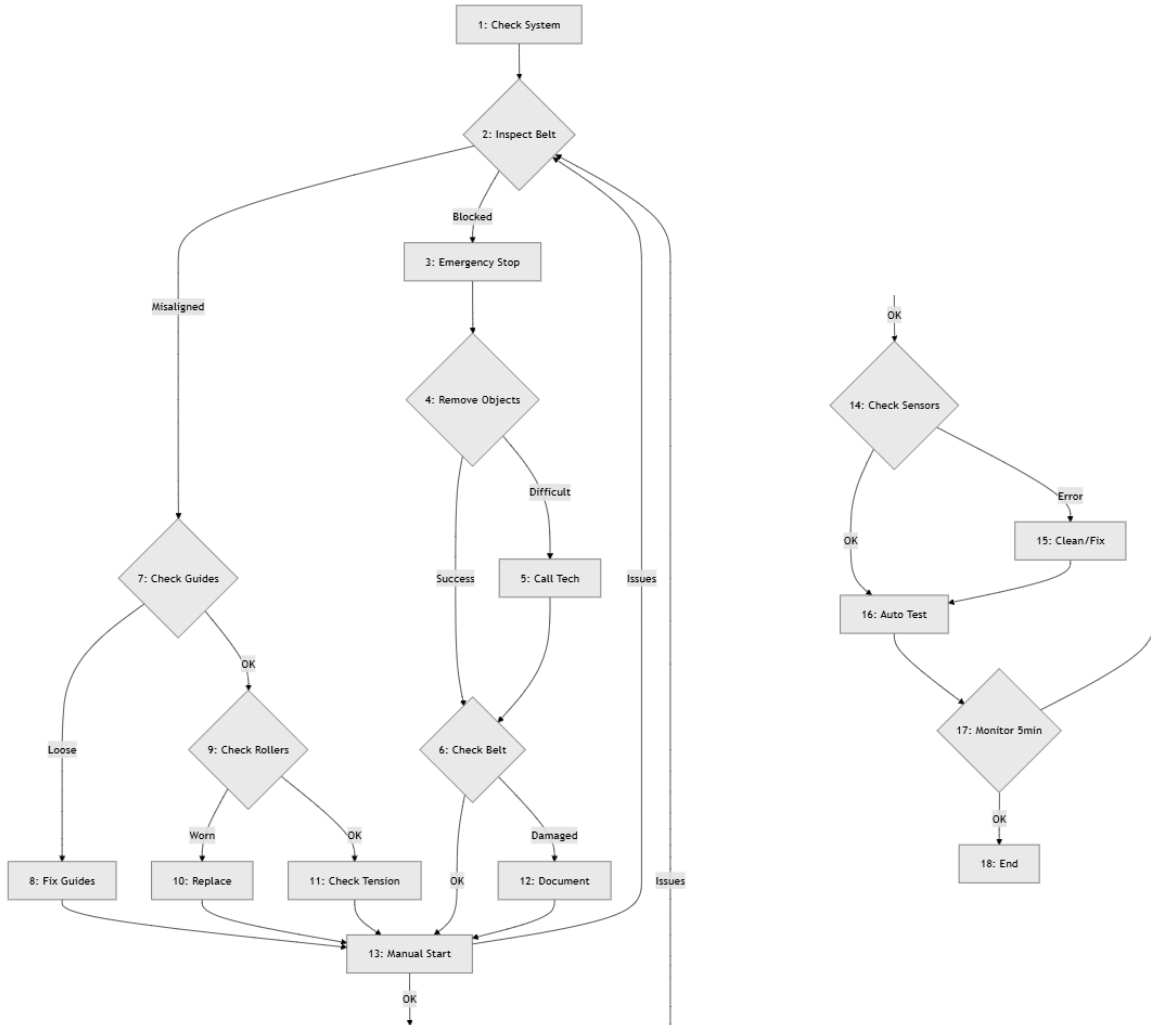 1: Check System
2: Inspect Belt
Blocked
3: Emergency Stop
Misaligned
OK
4: Remove Objects
14: Check Sensors
Difficult
Error
OK
15: Clean/Fix
7: Check Guides
Success
5: Call Tech
Issues
16: Auto Test
OK
17: Monitor 5min
Loose
9: Check Rollers
6: Check Belt
OK
Worn
OK
Damaged
18: End
8: Fix Guides
10: Replace
11: Check Tension
OK
12: Document
Issues
13: Manual Start
OK